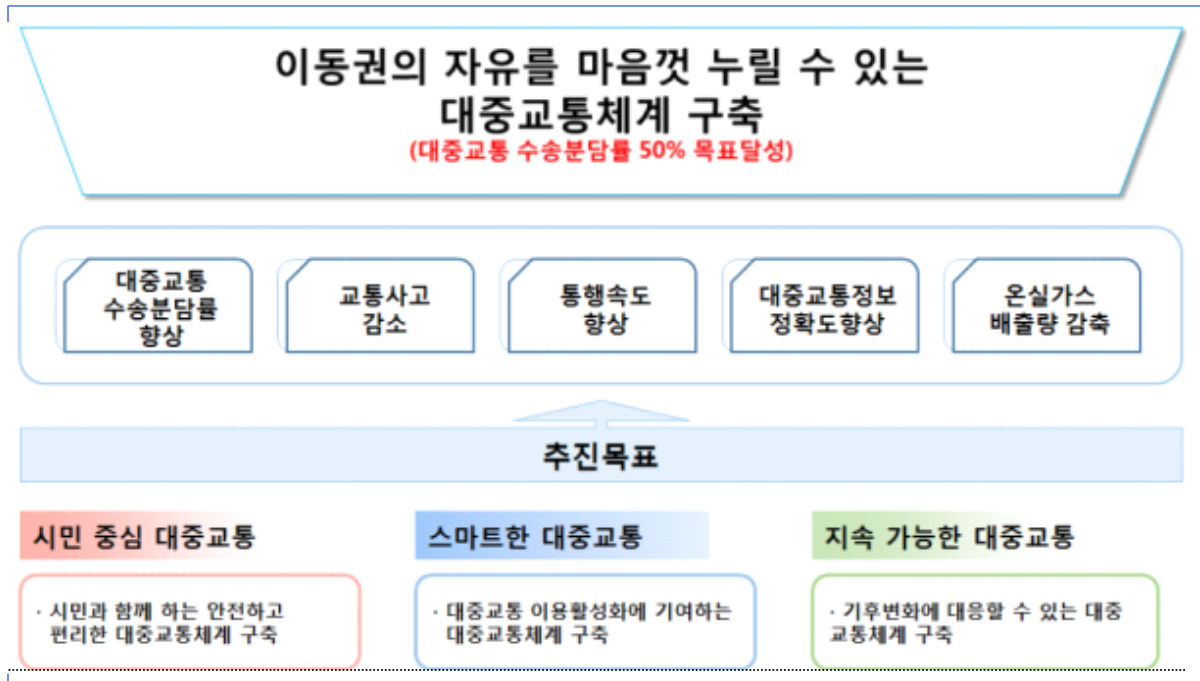 이동권의 자유를 마음껏 누릴 수 있는
대중교통체계 구축
(대중교통 수송분담률 50% 목표달성)
대중교통
수송분담률
향상
교통사고
감소
통행속도
향상
대중교통정보
정확도향상
온실가스
배출량 감축
추진목표
시민 중심 대중교통
· 시민과 함께 하는 안전하고
편리한 대중교통체계 구축
스마트한 대중교통
· 대중교통 이용활성화에 기여하는
대중교통체계 구축
지속 가능한 대중교통
· 기후변화에 대응할 수 있는 대중
교통체계 구축